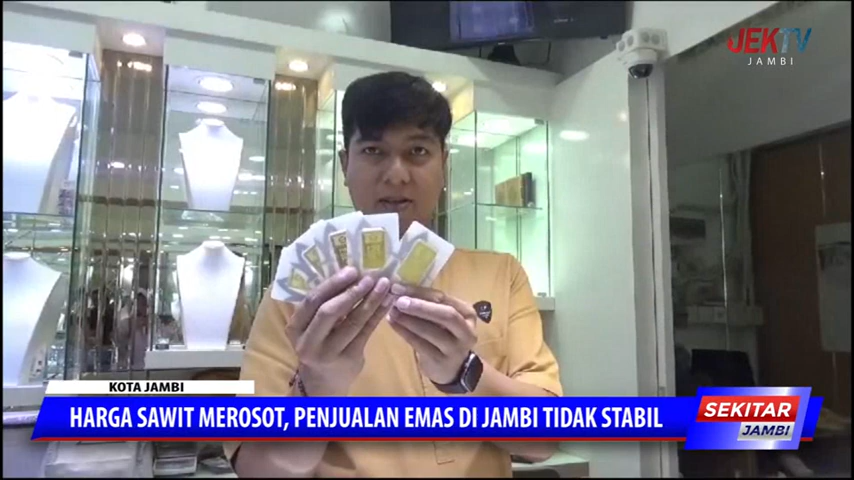 JEKTV
JAMBI
KOTA JAMBI
HARGA SAWIT MEROSOT, PENJUALAN EMAS DI JAMBI TIDAK STABIL
SEKITAR
JAMBI